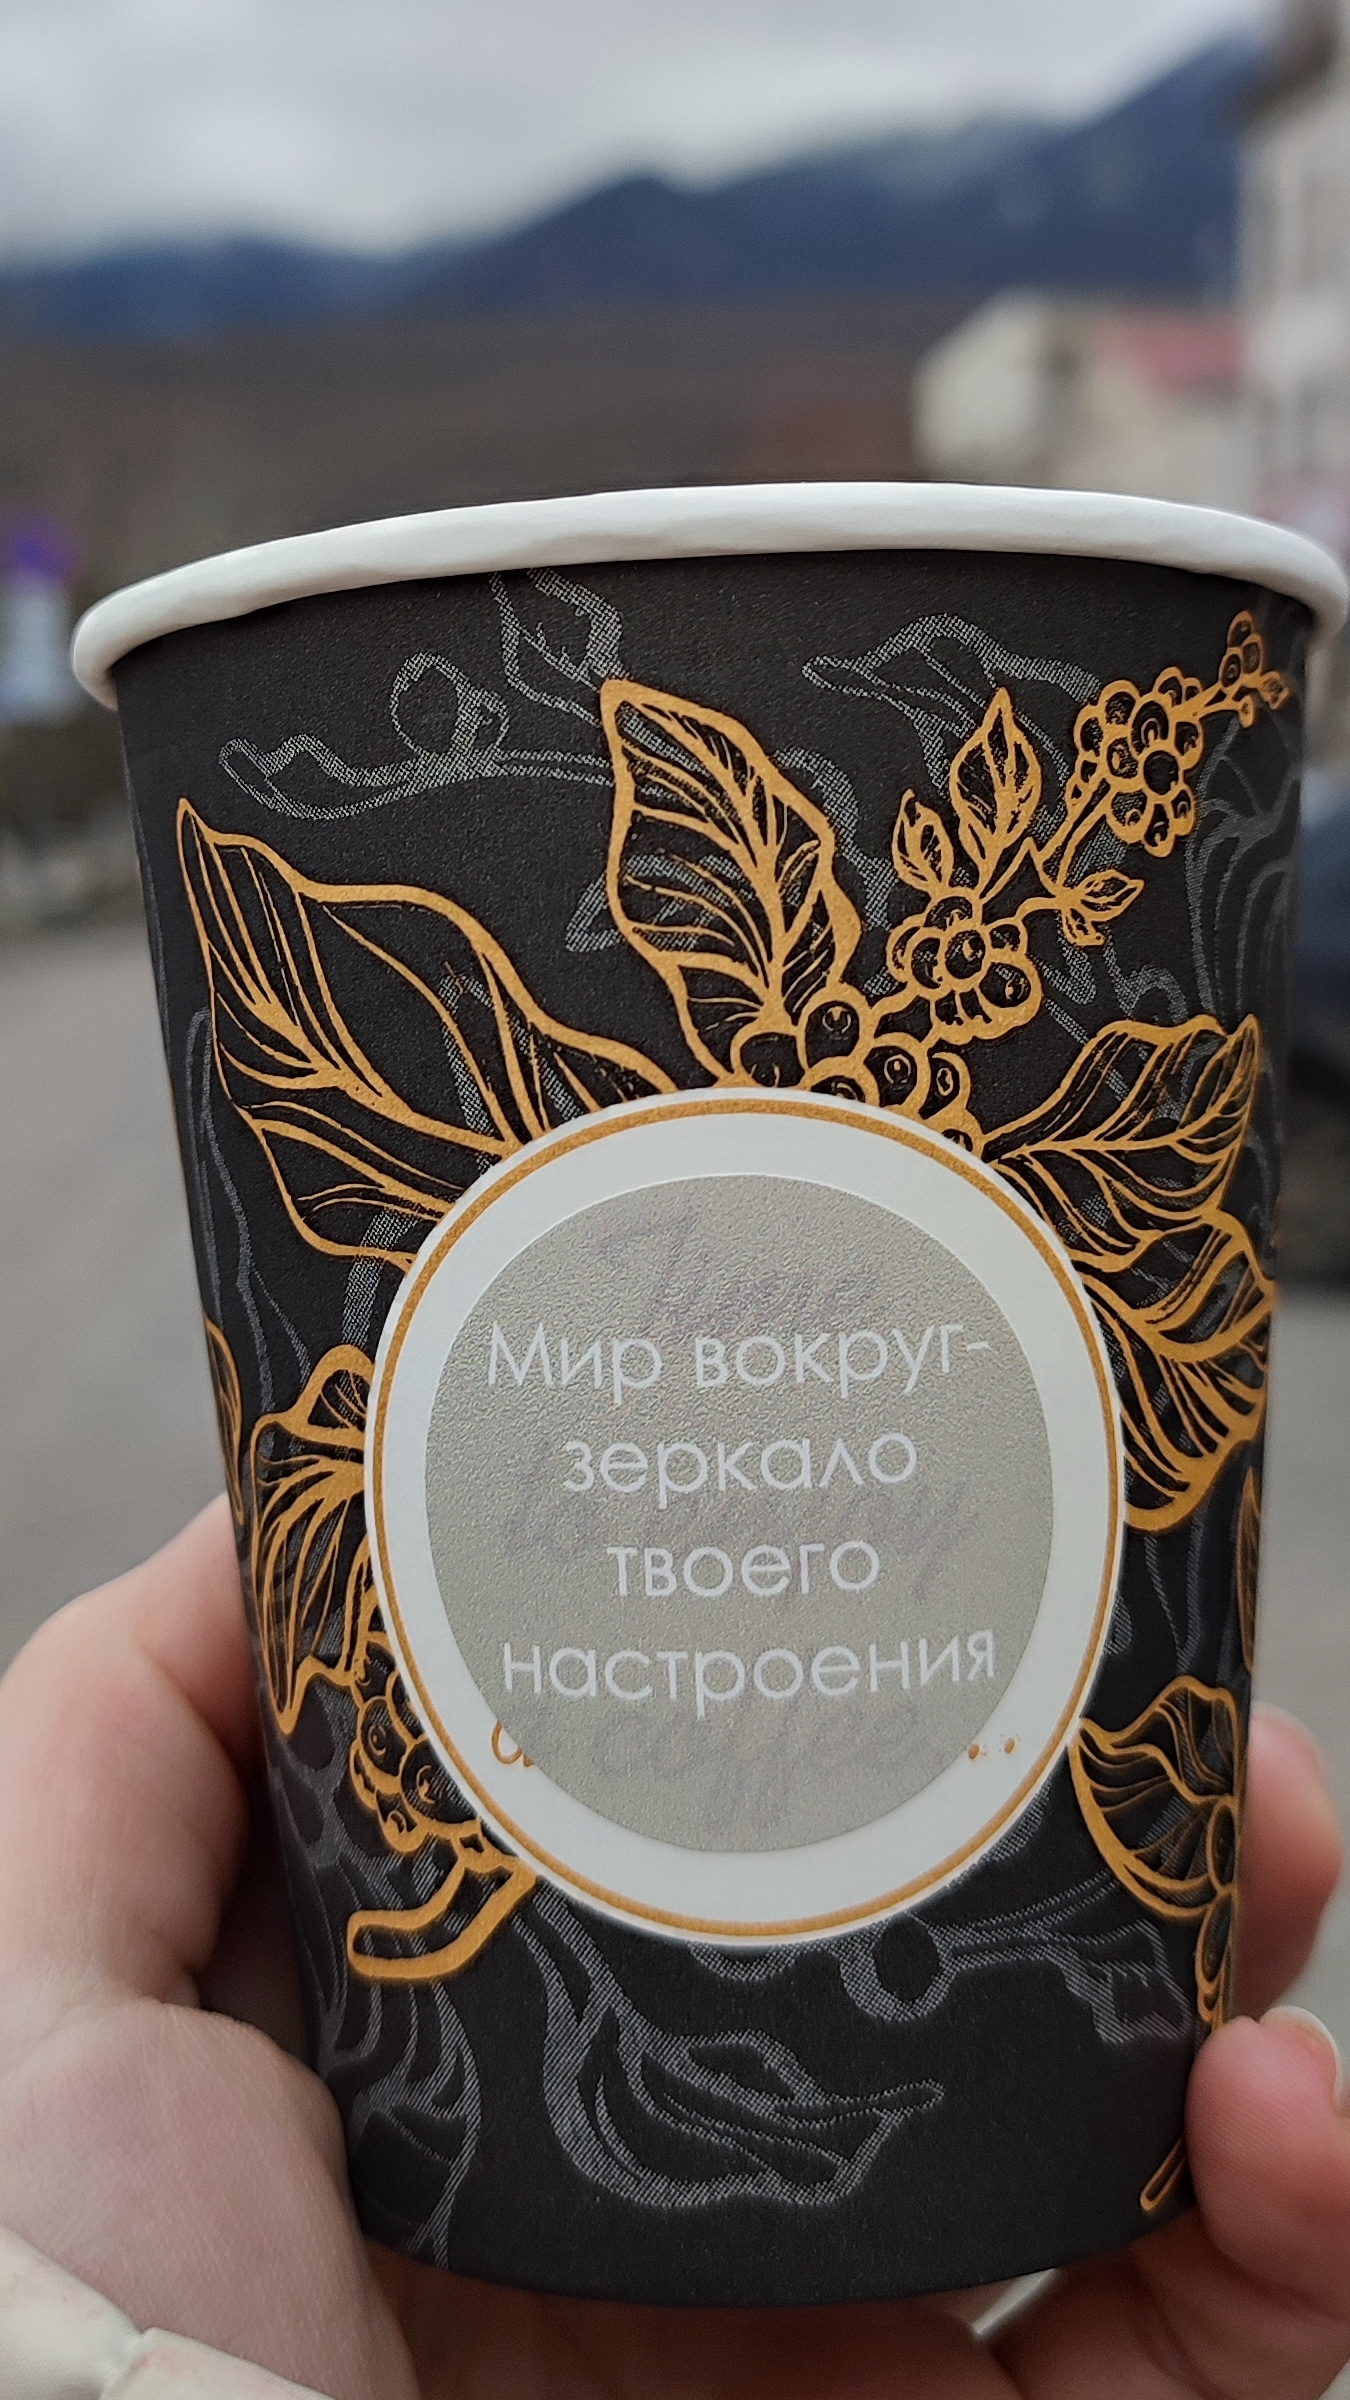 Мир вокруг-
зеркало
твоего
настроения